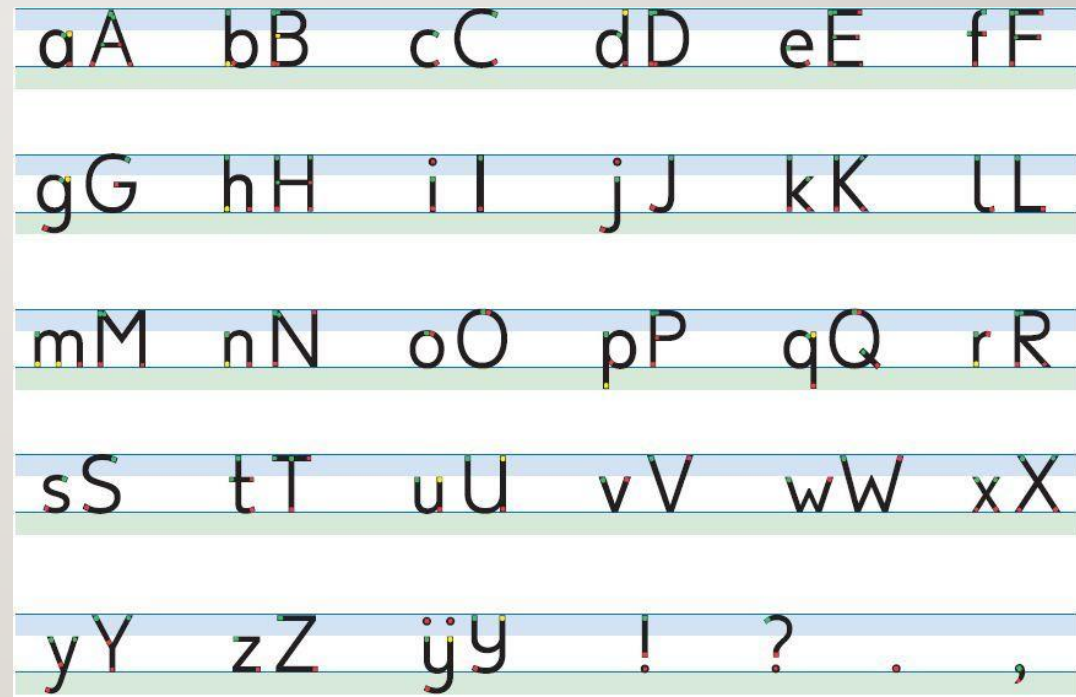 aA bB cC dD eE fF
gG hH iI jJ kK lL
mM nN oO pP qQ rR
sS tT uU vV wW xX
yY zZ ÿY ! ? . ,